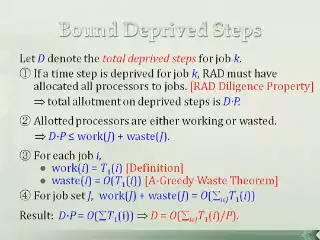 Bound Deprived Steps
Let D denote the total deprived steps for job k.
① If a time step is deprived for job k, RAD must have
allocated all processors to jobs. [RAD Diligence Property]
⇒ total allotment on deprived steps is D·P.
② Allotted processors are either working or wasted.
⇒ D·P ≤ work(J) + waste(J).
③ For each job i,
● work(i) = T₁(i) [Definition]
● waste(i) = O(T₁(i)) [A-Greedy Waste Theorem]
④ For job set J, work(J) + waste(J) = O(∑ᵢₑⱼT₁(i))
Result: D·P = O(∑T₁(i)) ⇒ D = O(∑ᵢₑⱼT₁(i)/P).